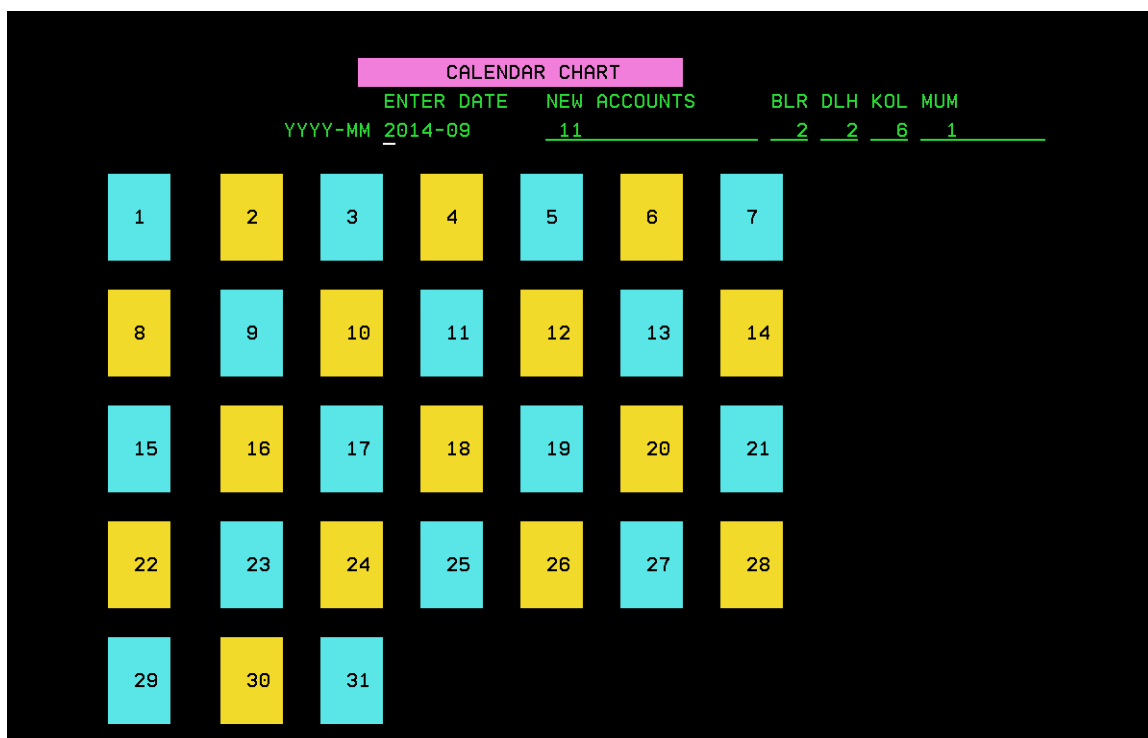 CALENDAR CHART
ENTER DATE NEW ACCOUNTS BLR DLH KOL MUM
YYYY-MM 2014-09 11 2 2 6 1
1 2 3 4 5 6 7
8 9 10 11 12 13 14
15 16 17 18 19 20 21
22 23 24 25 26 27 28
29 30 31